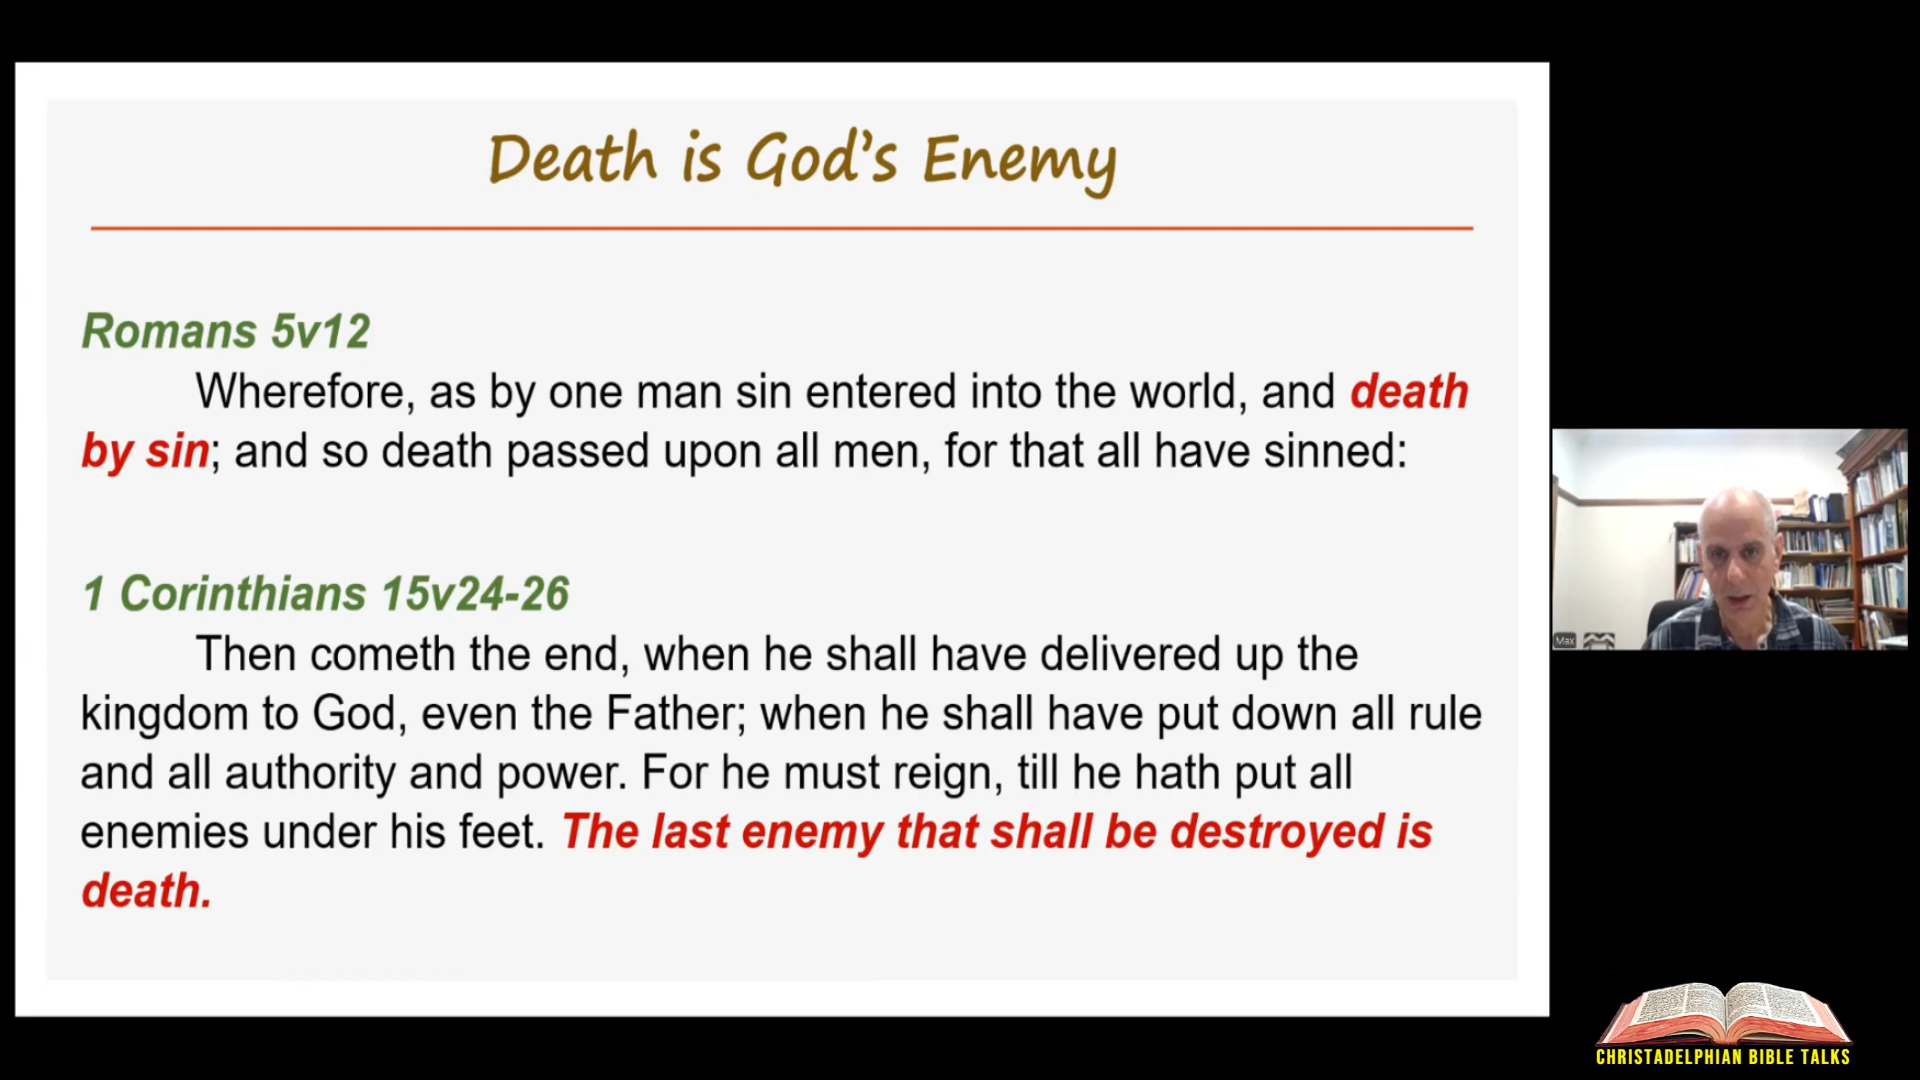 Death is God's Enemy
Romans 5v12
Wherefore, as by one man sin entered into the world, and death
by sin; and so death passed upon all men, for that all have sinned:
1 Corinthians 15v24-26
Then cometh the end, when he shall have delivered up the
kingdom to God, even the Father; when he shall have put down all rule
and all authority and power. For he must reign, till he hath put all
enemies under his feet. The last enemy that shall be destroyed is
death.
Max
CHRISTADELPHIAN BIBLE TALKS